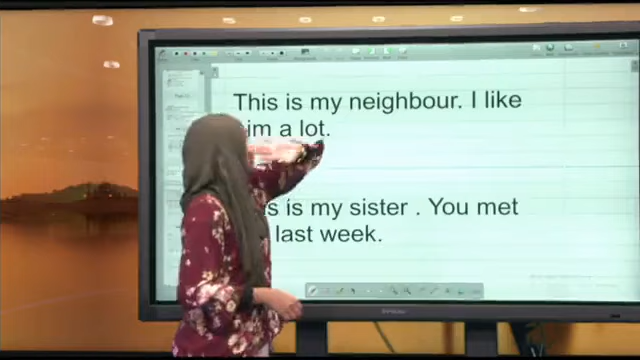 This is my neighbour. I like
im a lot.
s is my sister . You met
last week.